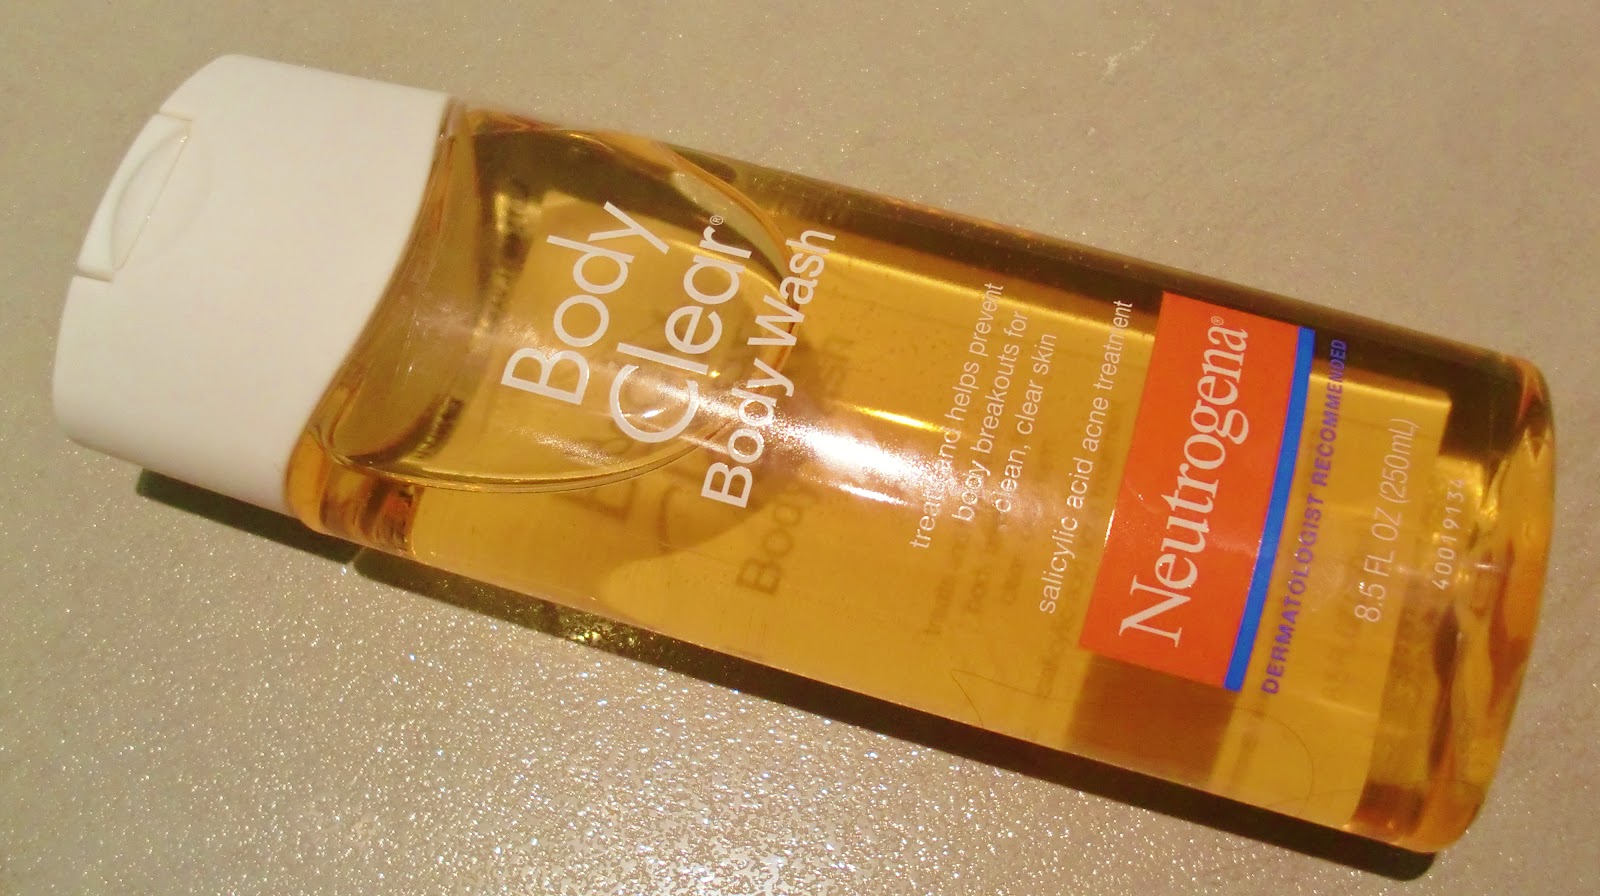 Body
Clear®
Body Wash
treats and helps prevent
body breakouts for
clean, clear skin
salicylic acid acne treatment
Neutrogena®
DERMATOLOGIST RECOMMENDED
8.5 FL OZ (250mL)
40019134